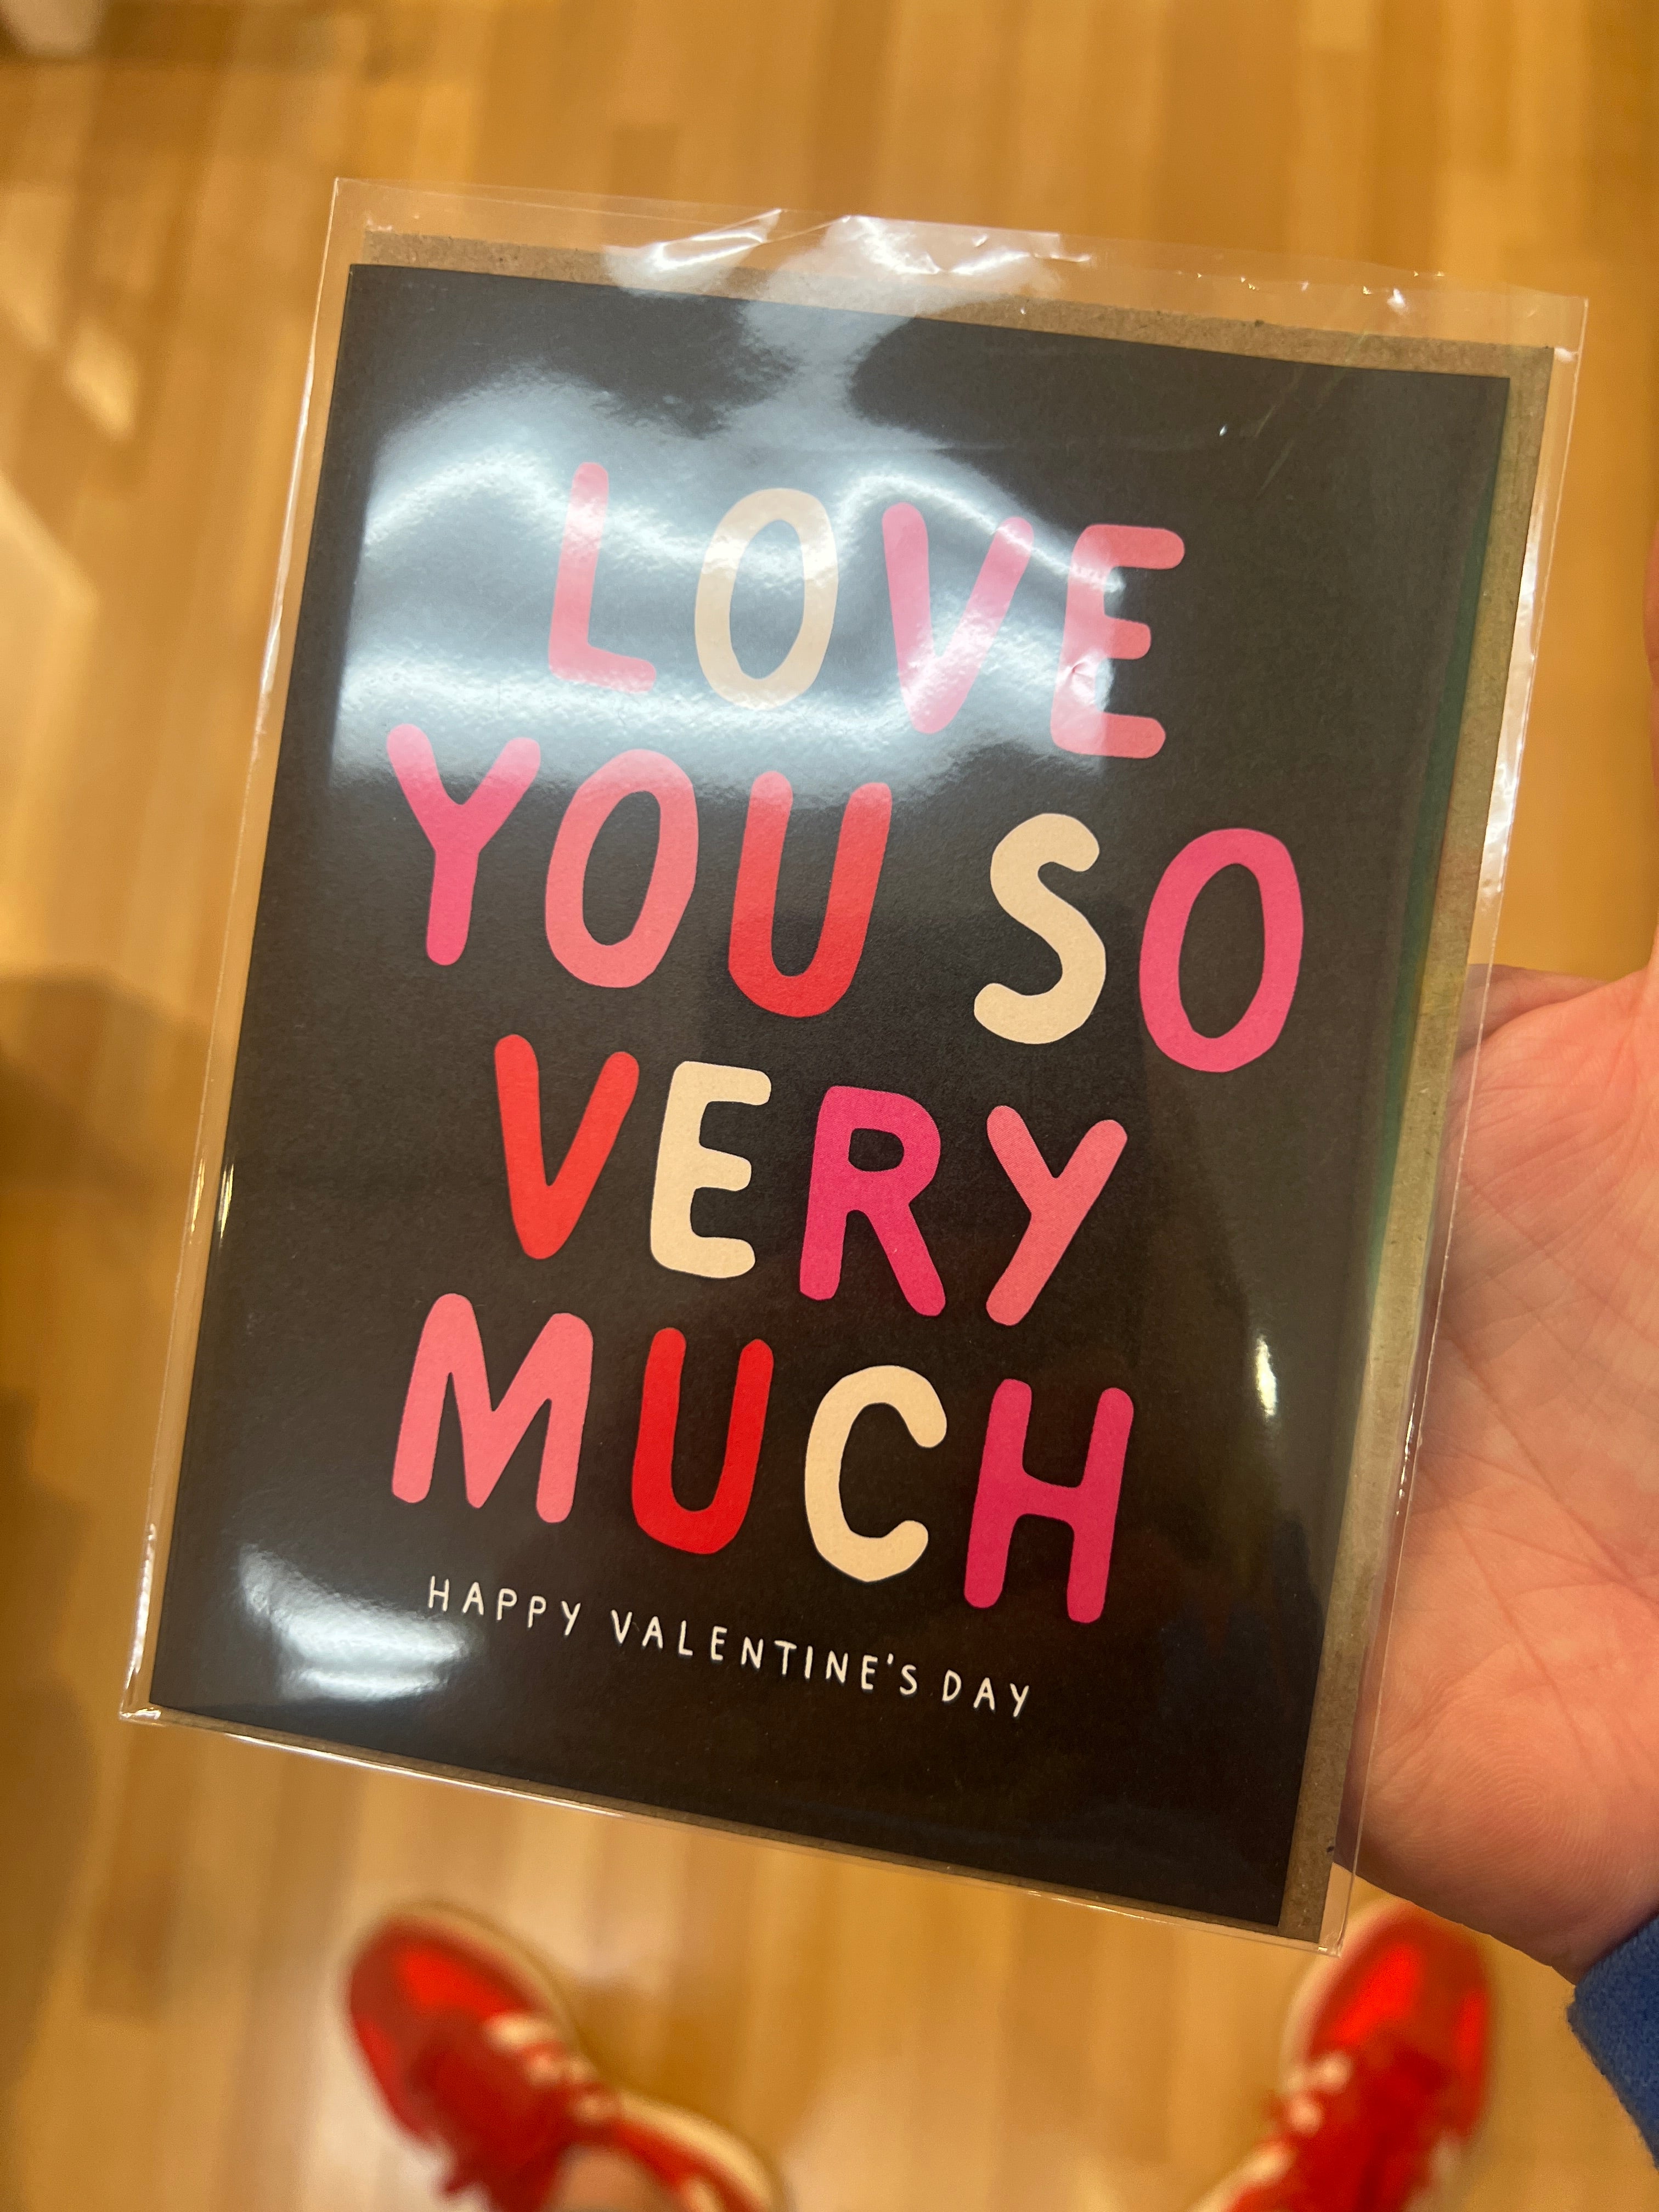 LOVE
YOU SO
VERY
MUCH
HAPPY VALENTINE'S DAY